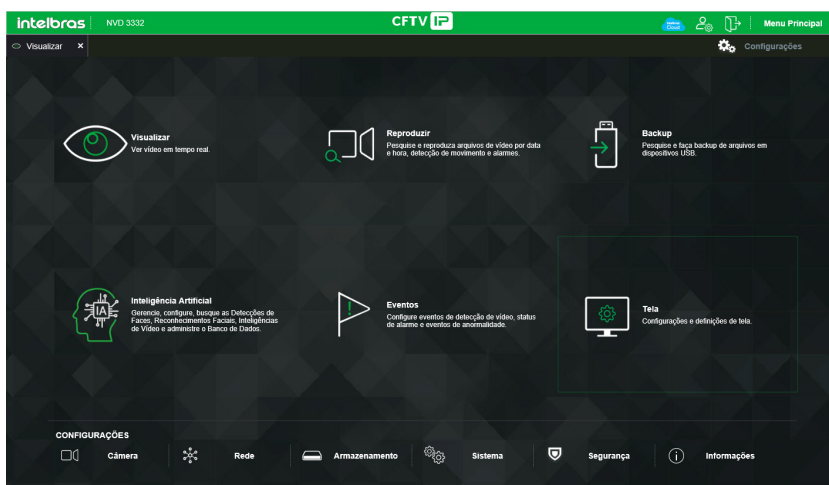 intelbras NVD 3332 CFTV IP intelbras Cloud Menu Principal
Visualizar × Configurações
Visualizar
Ver vídeo em tempo real.
Reproduzir
Pesquise e reproduza arquivos de vídeo por data
e hora, detecção de movimento e alarmes.
Backup
Pesquise e faça backup de arquivos em
dispositivos USB.
IA
Inteligência Artificial
Gerencie, configure, busque as Detecções de
Faces, Reconhecimentos Faciais, Inteligências
de Vídeo e administre o Banco de Dados.
Eventos
Configure eventos de detecção de vídeo, status
de alarme e eventos de anormalidade.
Tela
Configurações e definições de tela.
CONFIGURAÇÕES
Câmera Rede Armazenamento Sistema Segurança Informações